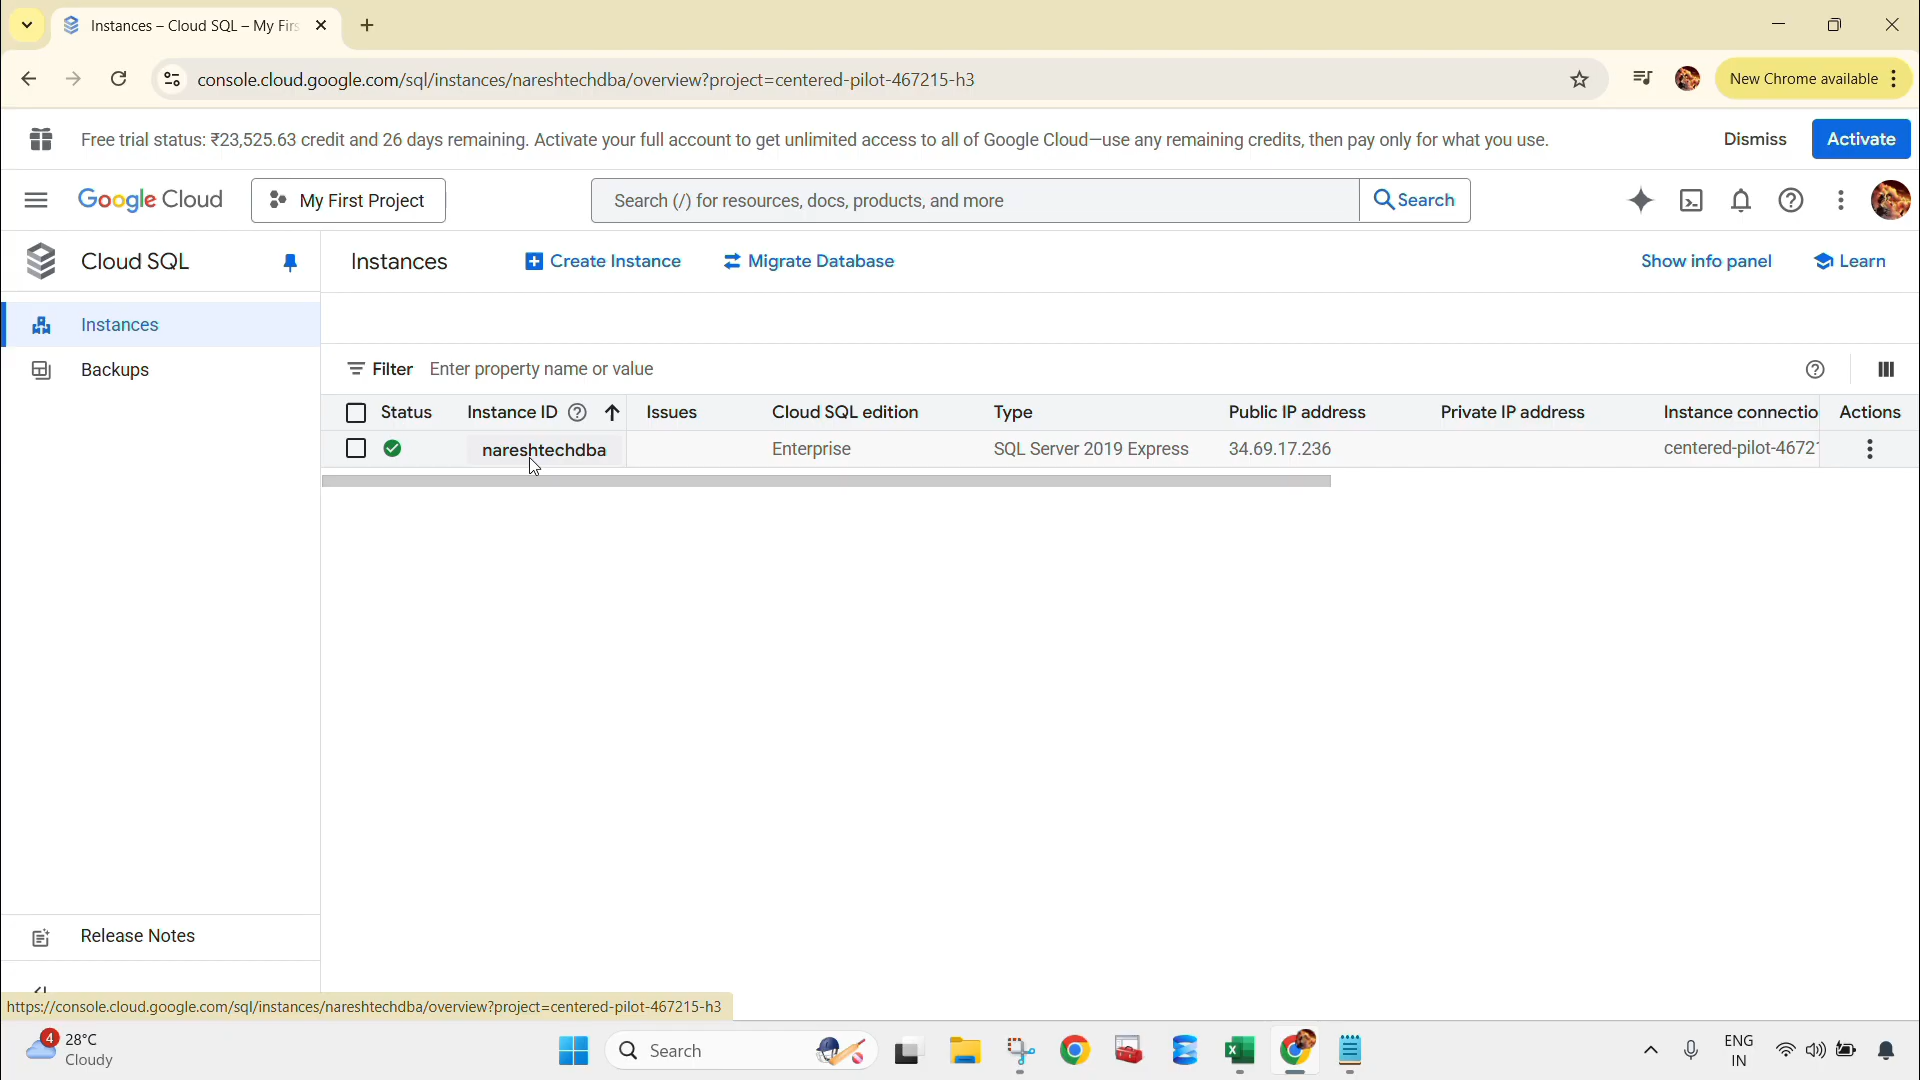 Instances – Cloud SQL – My Firs
console.cloud.google.com/sql/instances/nareshtechdba/overview?project=centered-pilot-467215-h3
New Chrome available
Free trial status: ₹23,525.63 credit and 26 days remaining. Activate your full account to get unlimited access to all of Google Cloud—use any remaining credits, then pay only for what you use.
Dismiss
Activate
Google Cloud
My First Project
Search (/) for resources, docs, products, and more
Search
Cloud SQL
Instances
Create Instance
Migrate Database
Show info panel
Learn
Instances
Backups
Filter Enter property name or value
Status Instance ID Issues Cloud SQL edition Type Public IP address Private IP address Instance connectio Actions
nareshtechdba Enterprise SQL Server 2019 Express 34.69.17.236 centered-pilot-46721
Release Notes
https://console.cloud.google.com/sql/instances/nareshtechdba/overview?project=centered-pilot-467215-h3
4
28°C
Cloudy
Search
ENG
IN